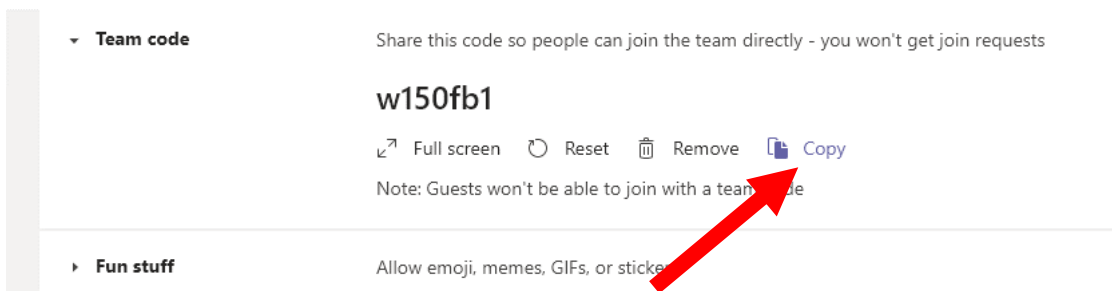 Team code
Share this code so people can join the team directly - you won't get join requests
w150fb1
Full screen Reset Remove Copy
Note: Guests won't be able to join with a team
Fun stuff
Allow emoji, memes, GIFs, or